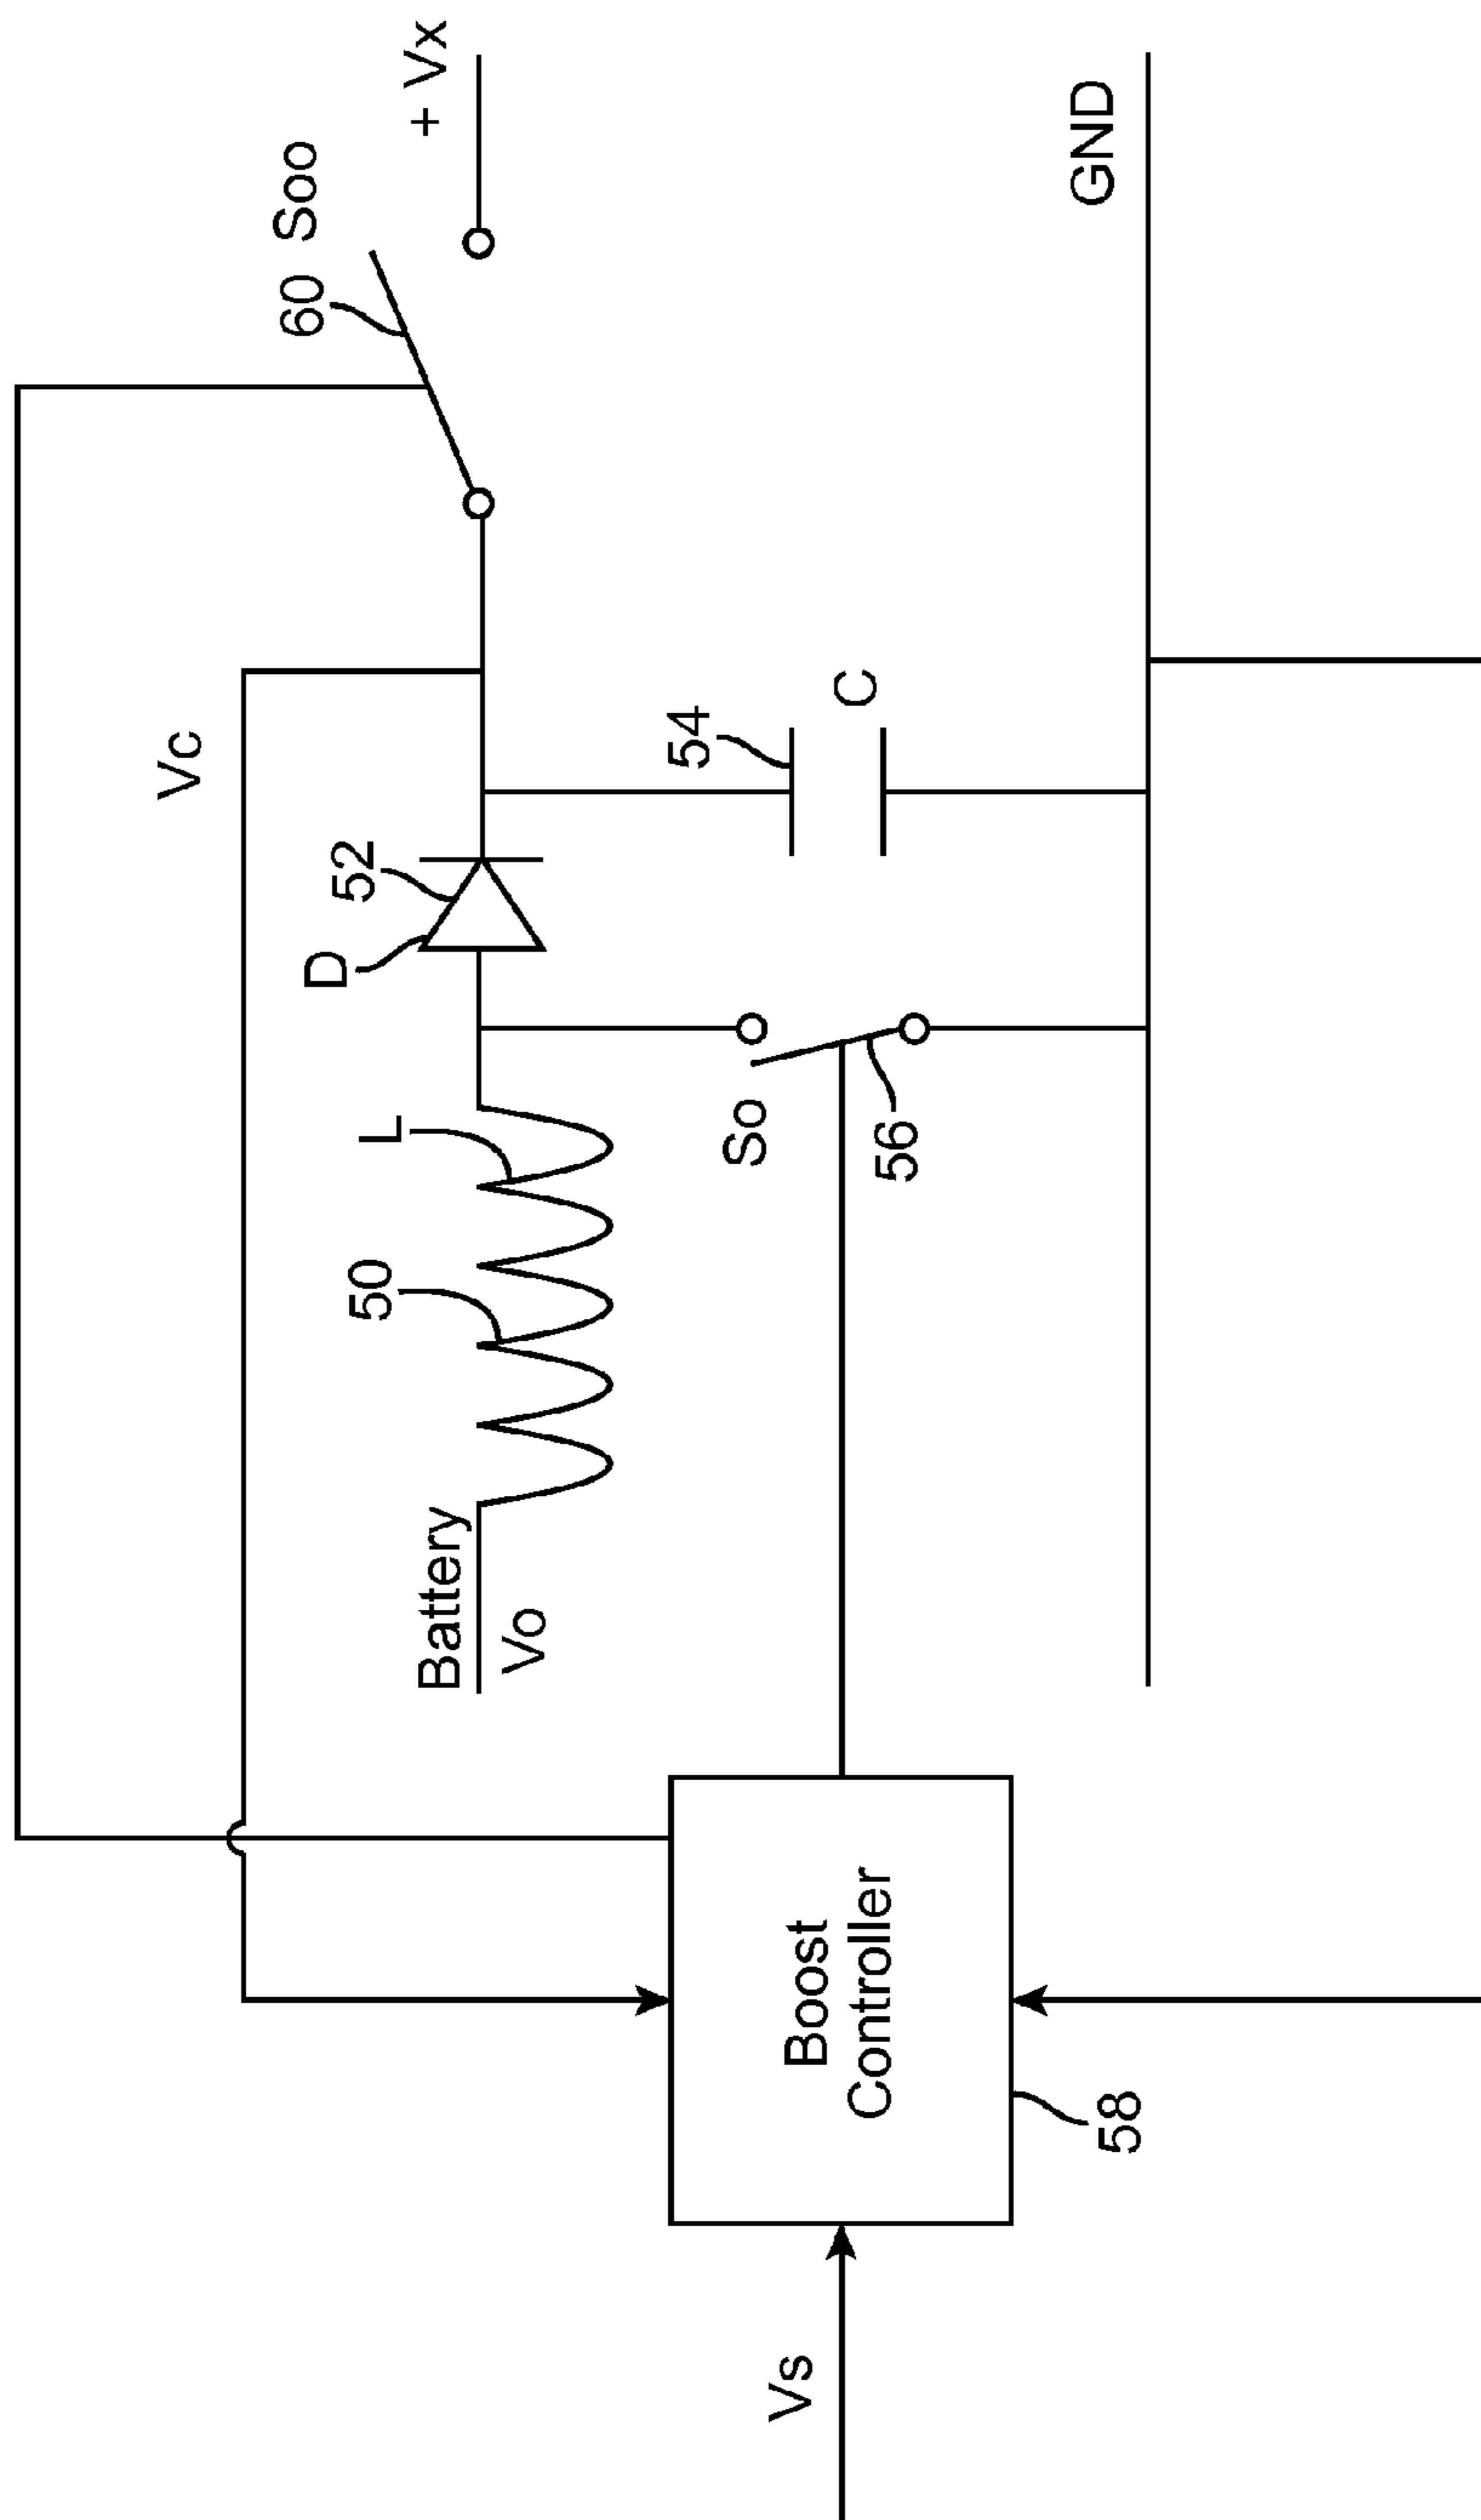 Vc
60 Soo
+ Vx
D
52
L
50
Battery
Vo
54
C
So
56
GND
Vs
Boost
Controller
58